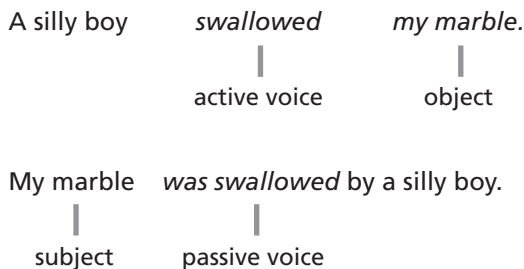 A silly boy swallowed my marble.
active voice object
My marble was swallowed by a silly boy.
subject passive voice